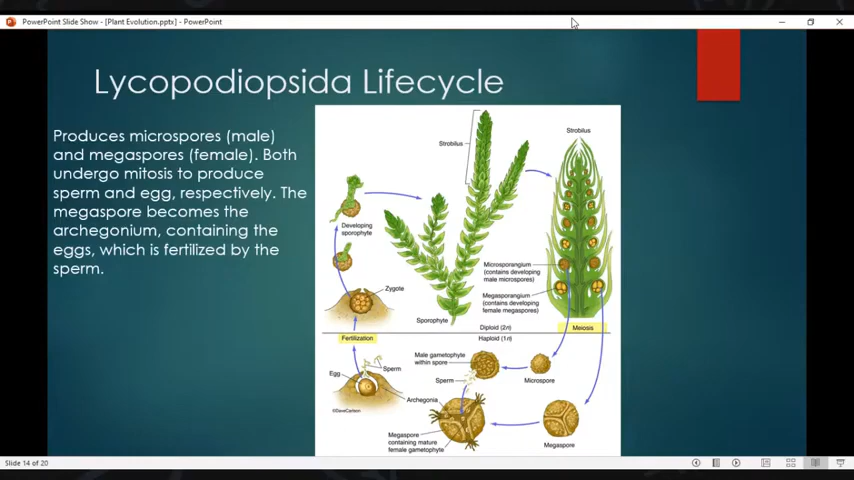 PowerPoint Slide Show - [Plant Evolution.pptx] - PowerPoint
Lycopodiopsida Lifecycle
Produces microspores (male)
and megaspores (female). Both
undergo mitosis to produce
sperm and egg, respectively. The
megaspore becomes the
archegonium, containing the
eggs, which is fertilized by the
sperm.
Strobilus
Strobilus
Developing
sporophyte
Microsporangium
(contains developing
male microspores)
Megasporangium
(contains developing
female megaspores)
Zygote
Sporophyte
Diploid (2n)
Meiosis
Fertilization
Haploid (1n)
Male gametophyte
within spore
Sperm
Sperm
Egg
Microspore
Archegonia
©DaveCarlson
Megaspore
containing mature
female gametophyte
Megaspore
Slide 14 of 20